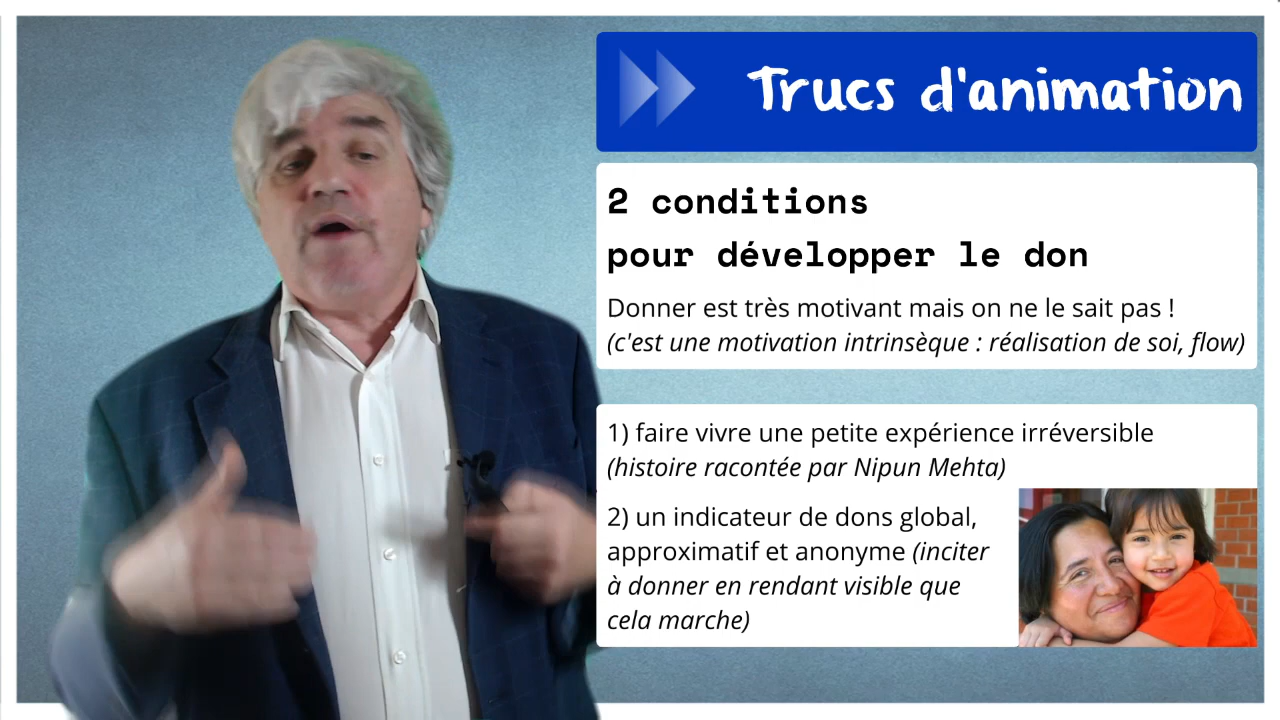 Trucs d'animation
2 conditions
pour développer le don
Donner est très motivant mais on ne le sait pas !
(c'est une motivation intrinsèque : réalisation de soi, flow)
1) faire vivre une petite expérience irréversible
(histoire racontée par Nipun Mehta)
2) un indicateur de dons global,
approximatif et anonyme (inciter
à donner en rendant visible que
cela marche)